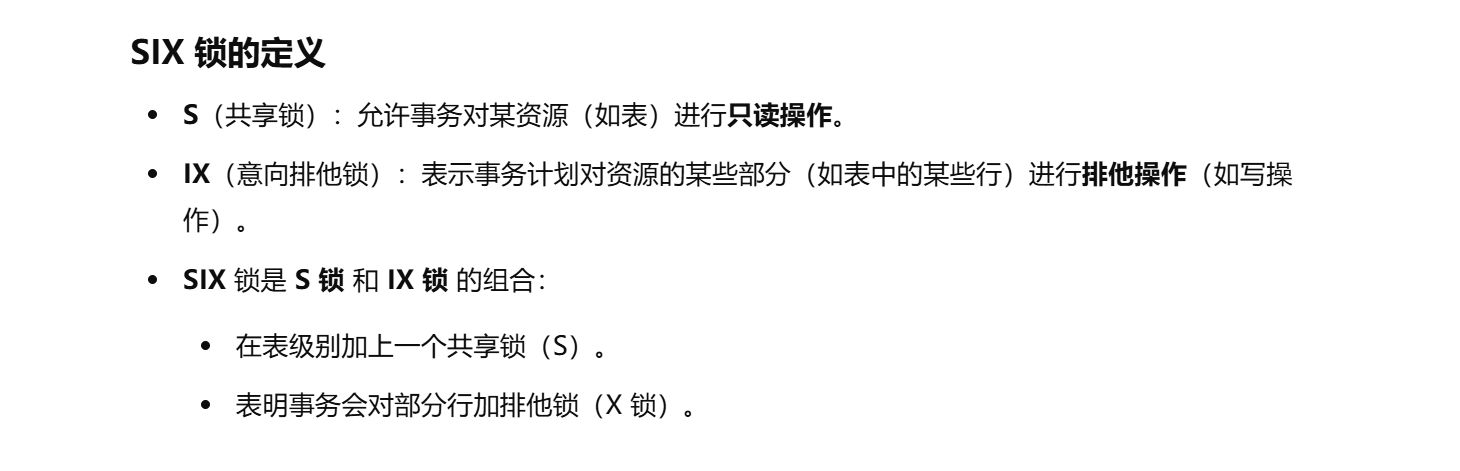 SIX 锁的定义
• S（共享锁）：允许事务对某资源（如表）进行只读操作。
• IX（意向排他锁）：表示事务计划对资源的某些部分（如表中的某些行）进行排他操作（如写操
作）。
• SIX 锁是 S 锁 和 IX 锁 的组合：
• 在表级别加上一个共享锁（S）。
• 表明事务会对部分行加排他锁（X 锁）。